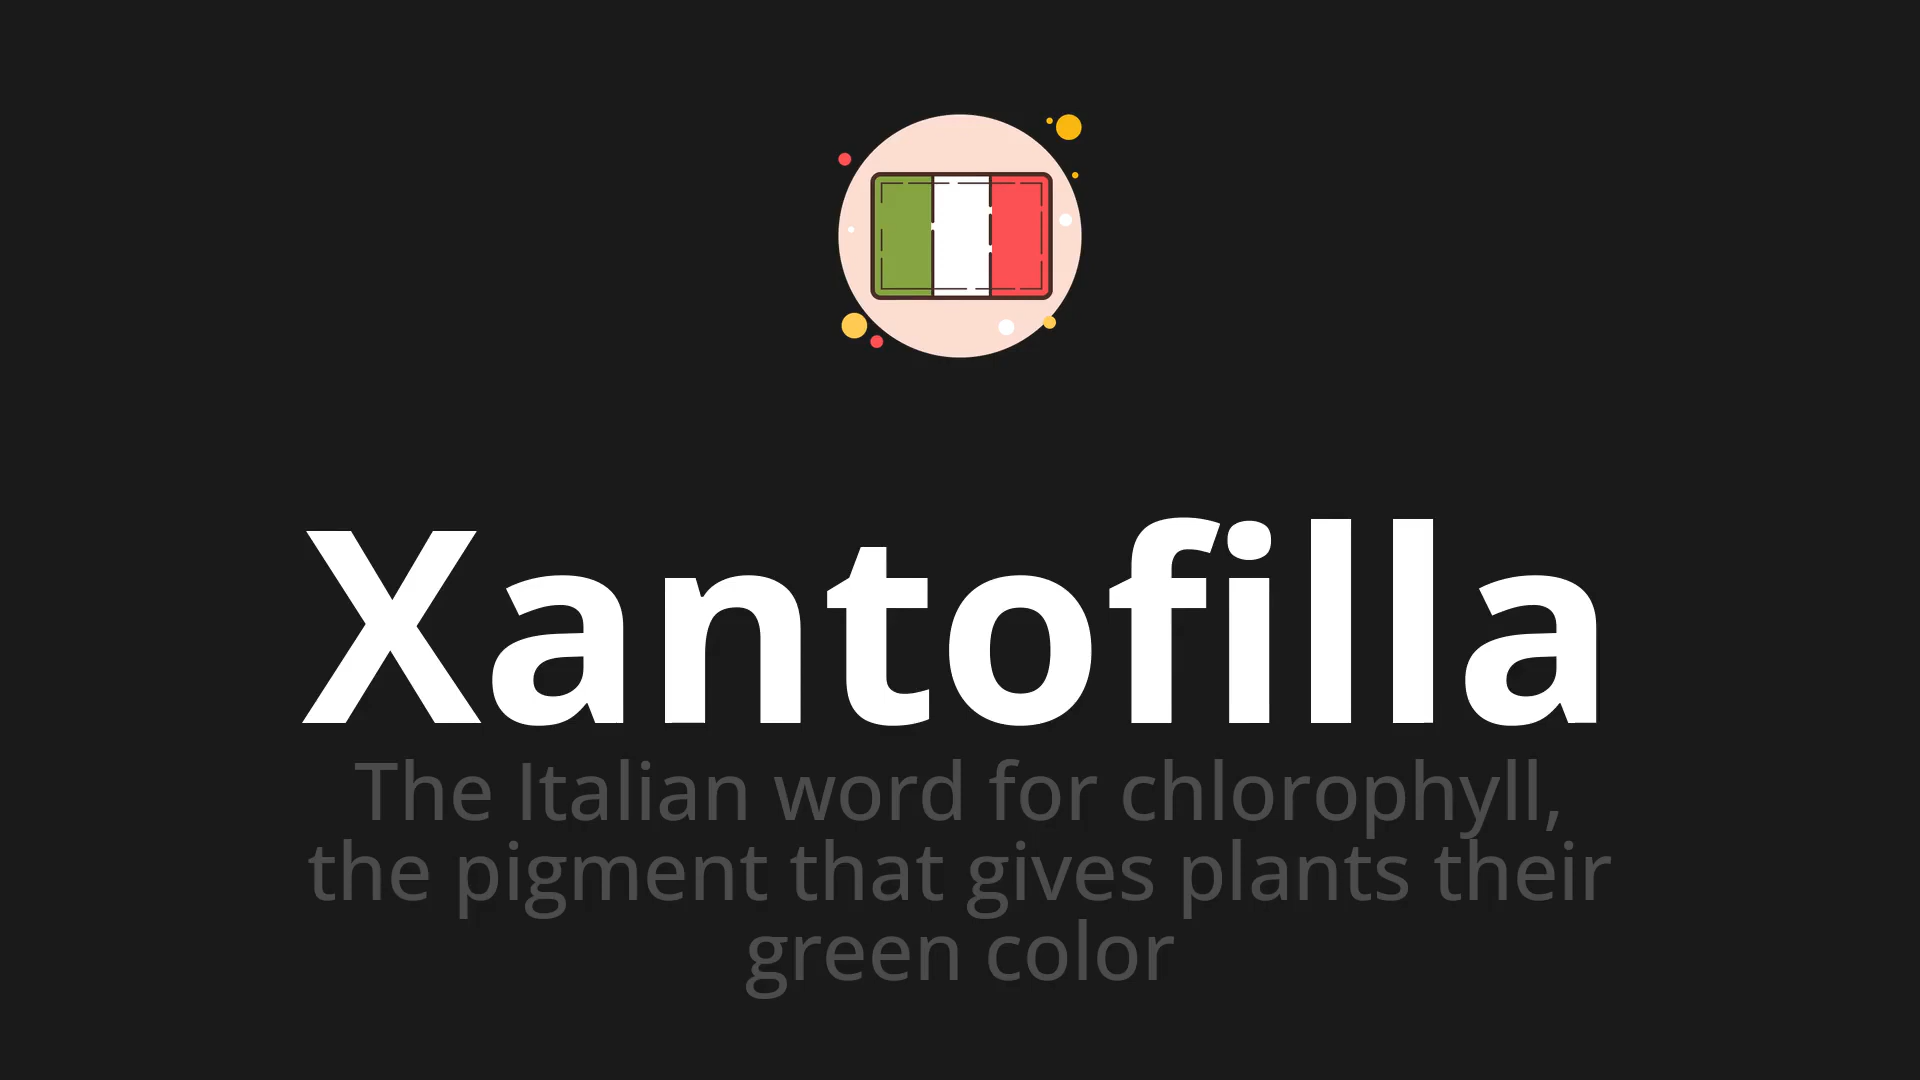 Xantofilla
The Italian word for chlorophyll,
the pigment that gives plants their
green color